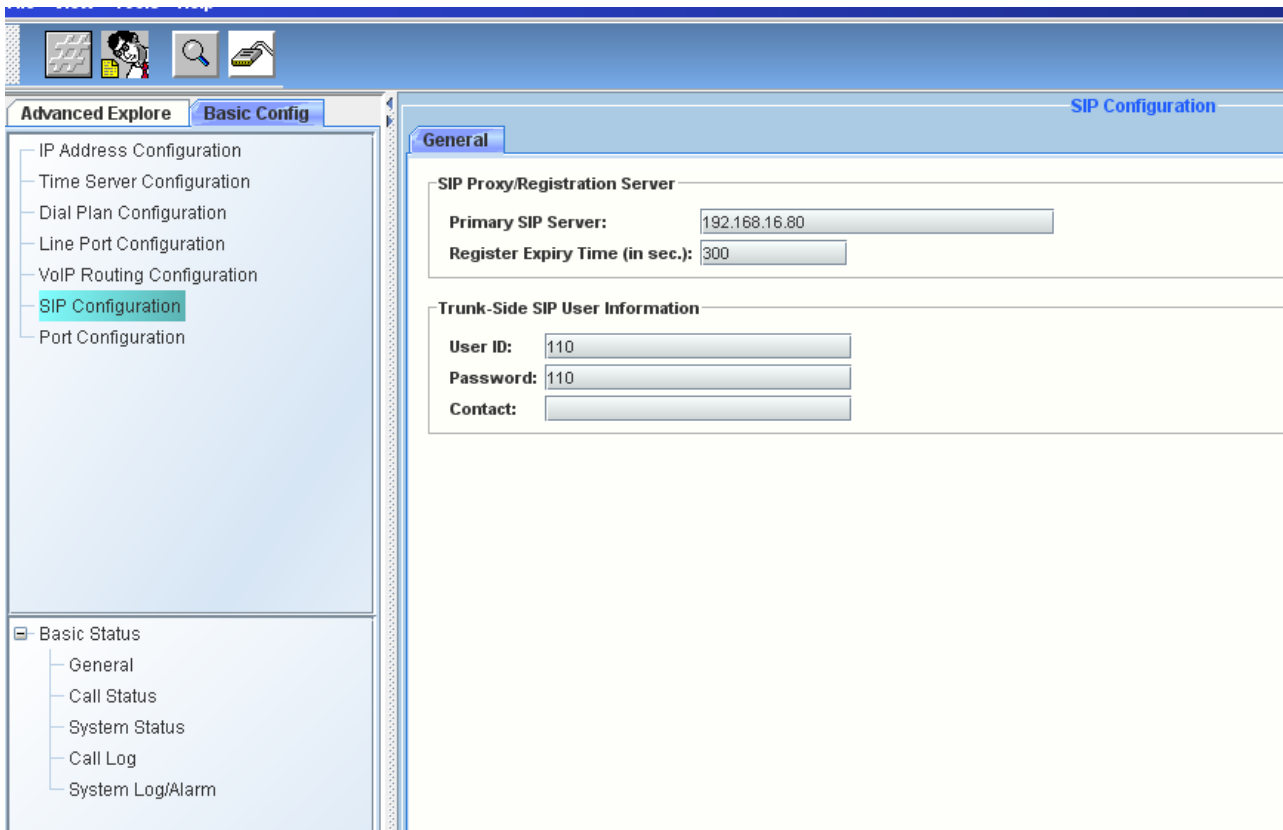 Advanced Explore Basic Config
IP Address Configuration
Time Server Configuration
Dial Plan Configuration
Line Port Configuration
VoIP Routing Configuration
SIP Configuration
Port Configuration
Basic Status
General
Call Status
System Status
Call Log
System Log/Alarm
SIP Configuration
General
SIP Proxy/Registration Server
Primary SIP Server: 192.168.16.80
Register Expiry Time (in sec.): 300
Trunk-Side SIP User Information
User ID: 110
Password: 110
Contact: